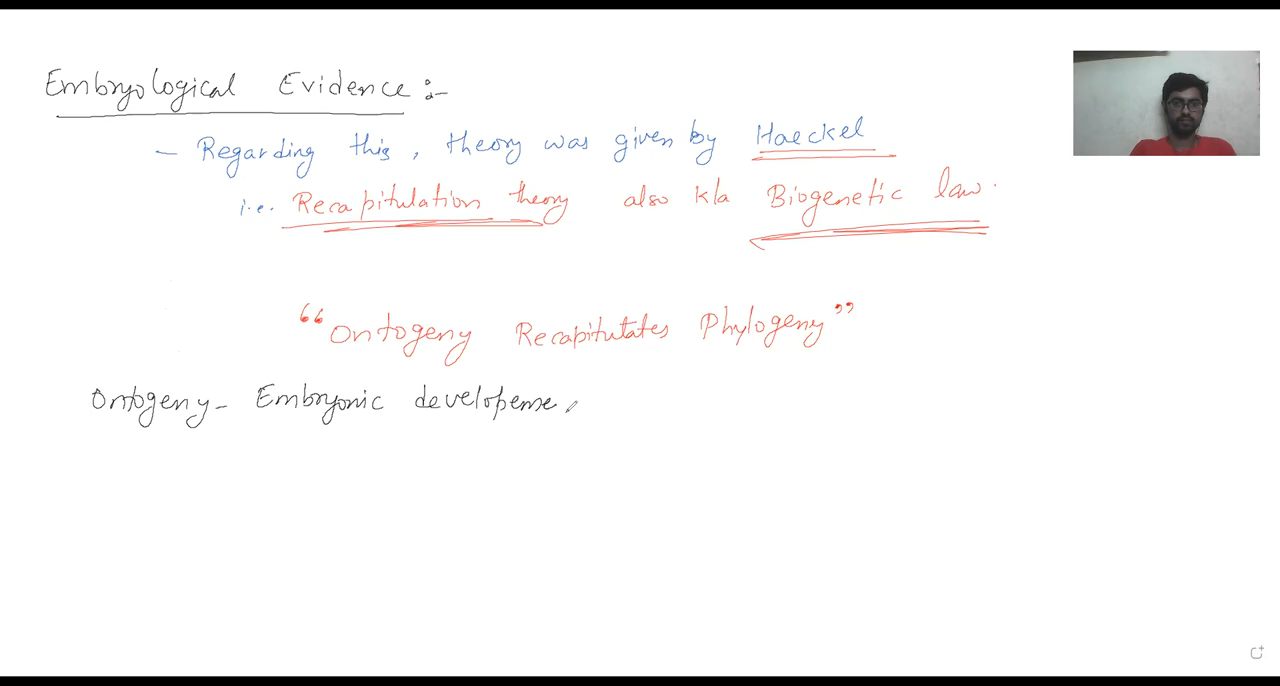 Embryological Evidence :-
- Regarding this, theory was given by Haeckel
i.e. Recapitulation theory also k/a Biogenetic law.
"Ontogeny Recapitulates Phylogeny"
Ontogeny - Embryonic developeme